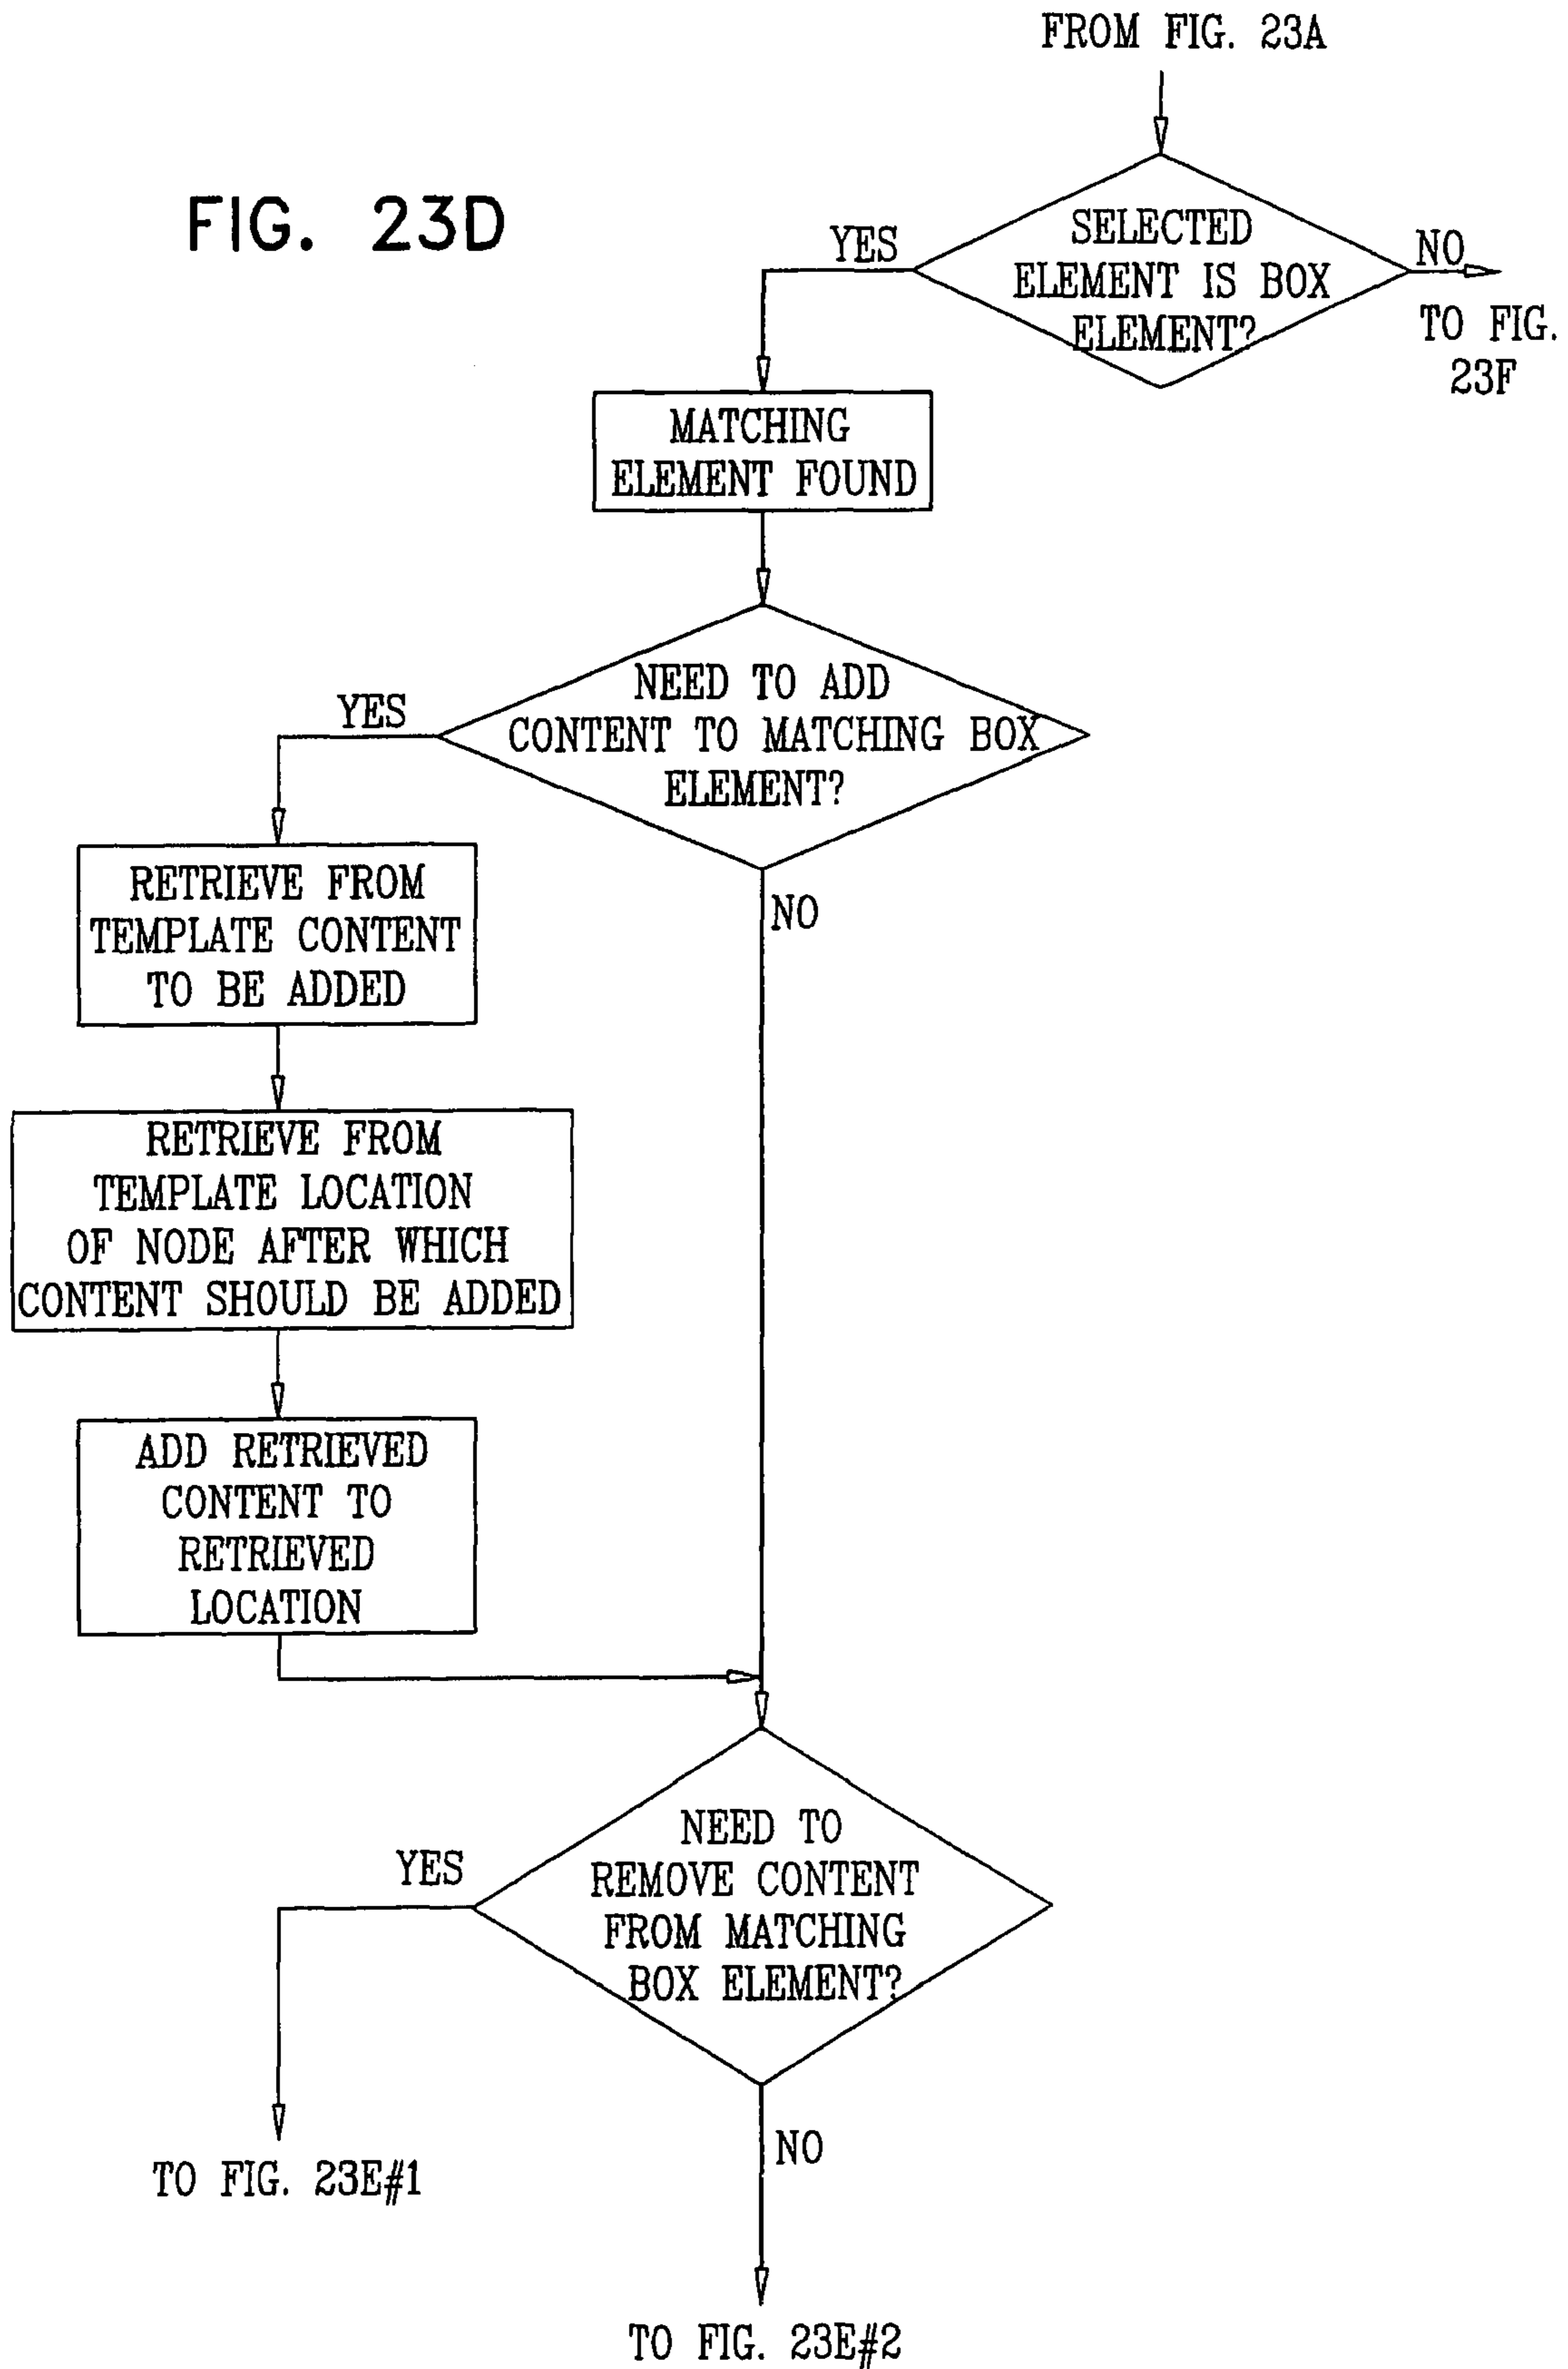 FROM FIG. 23A
FIG. 23D
SELECTED
ELEMENT IS BOX
ELEMENT?
YES
NO
TO FIG.
23F
MATCHING
ELEMENT FOUND
NEED TO ADD
CONTENT TO MATCHING BOX
ELEMENT?
YES
NO
RETRIEVE FROM
TEMPLATE CONTENT
TO BE ADDED
RETRIEVE FROM
TEMPLATE LOCATION
OF NODE AFTER WHICH
CONTENT SHOULD BE ADDED
ADD RETRIEVED
CONTENT TO
RETRIEVED
LOCATION
NEED TO
REMOVE CONTENT
FROM MATCHING
BOX ELEMENT?
YES
NO
TO FIG. 23E#1
TO FIG. 23E#2